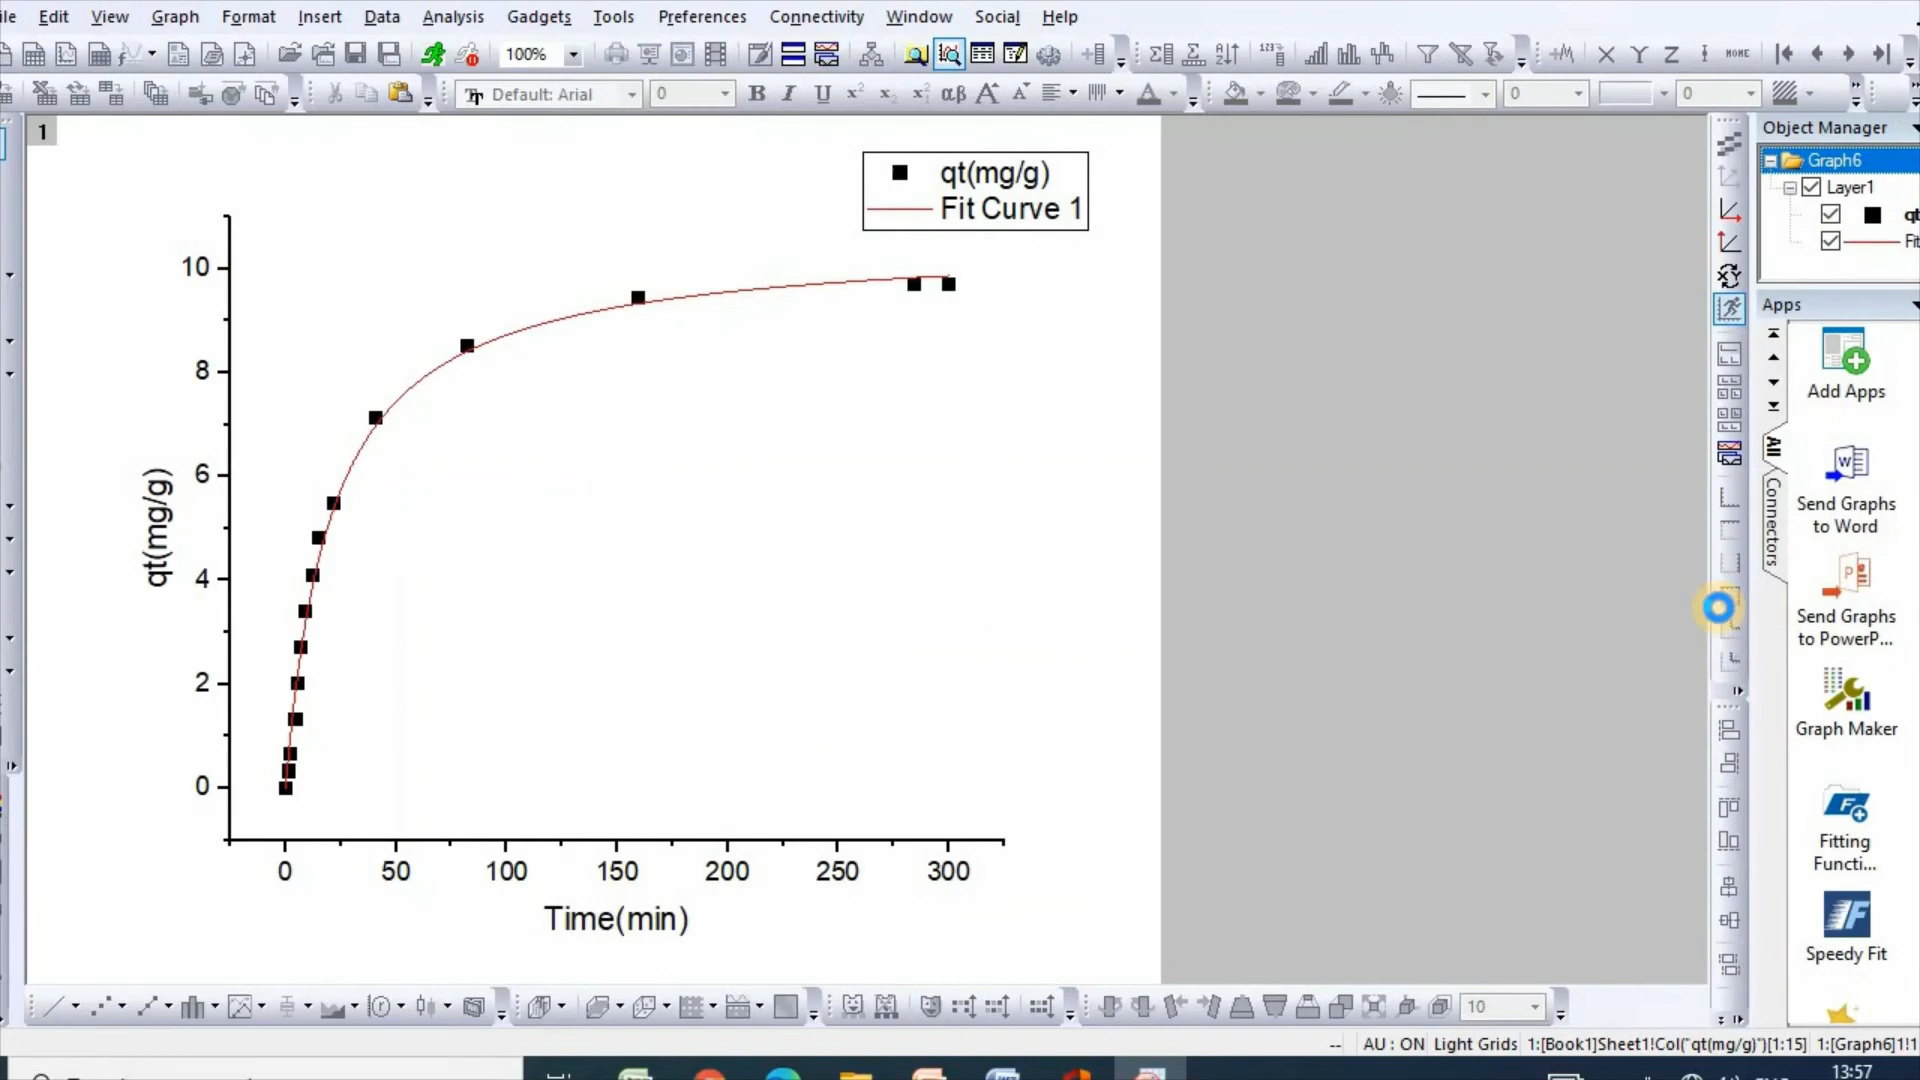 Edit View Graph Format Insert Data Analysis Gadgets Tools Preferences Connectivity Window Social Help
100%
HOME
Default: Arial 0 B I U αβ A 0 0
1
Object Manager
Graph6
Layer1
Apps
Add Apps
All
Connectors
Send Graphs
to Word
Send Graphs
to PowerP...
Graph Maker
Fitting
Functi...
Speedy Fit
qt(mg/g)
Fit Curve 1
10
8
6
4
2
0
qt(mg/g)
0 50 100 150 200 250 300
Time(min)
10
-- AU : ON Light Grids 1:[Book1]Sheet1!Col("qt(mg/g)")[1:15] 1:[Graph6]1!1
13:57